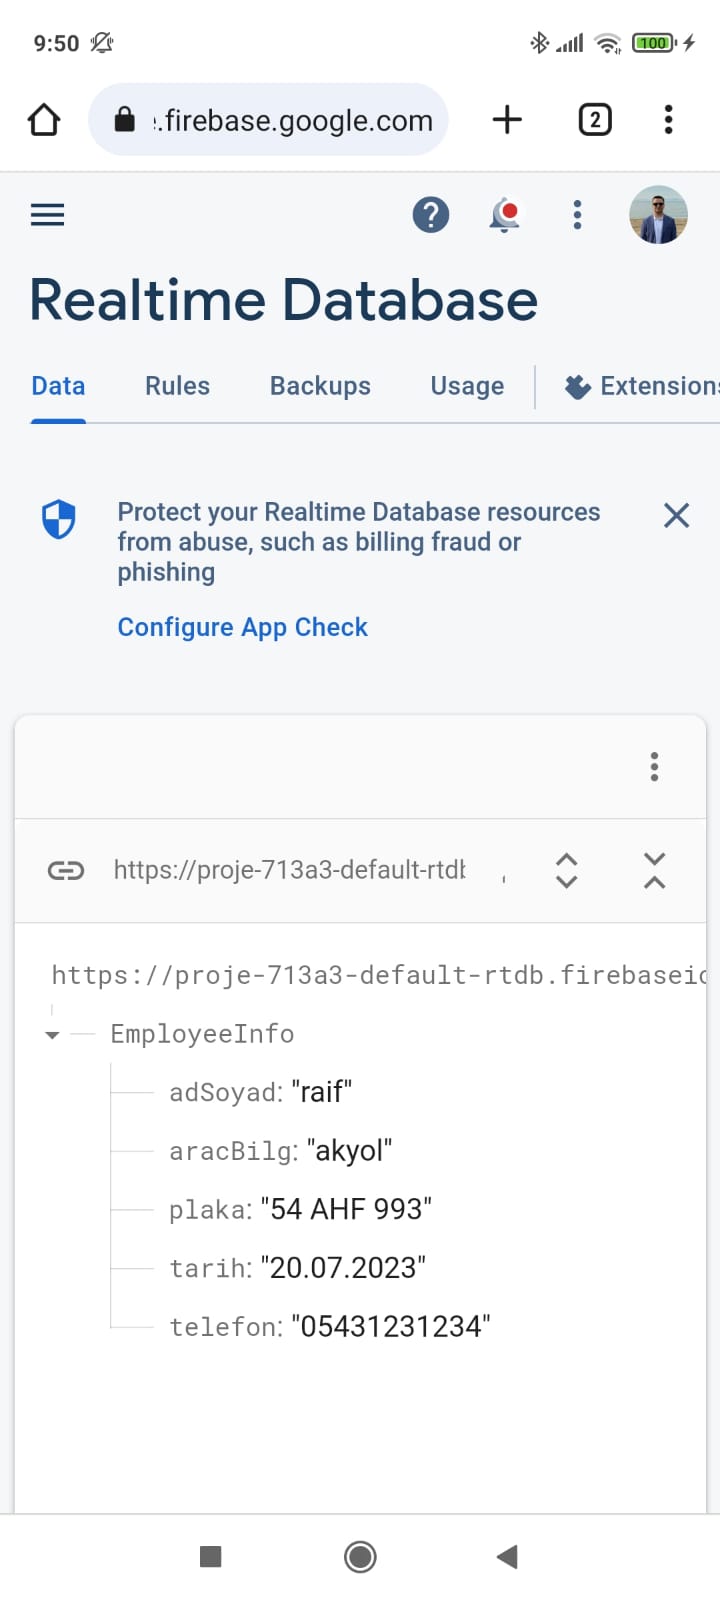 9:50 100
:.firebase.google.com 2
Realtime Database
Data Rules Backups Usage Extensions
Protect your Realtime Database resources
from abuse, such as billing fraud or
phishing
Configure App Check
https://proje-713a3-default-rtdb
https://proje-713a3-default-rtdb.firebaseio
EmployeeInfo
adSoyad: "raif"
aracBilg: "akyol"
plaka: "54 AHF 993"
tarih: "20.07.2023"
telefon: "05431231234"